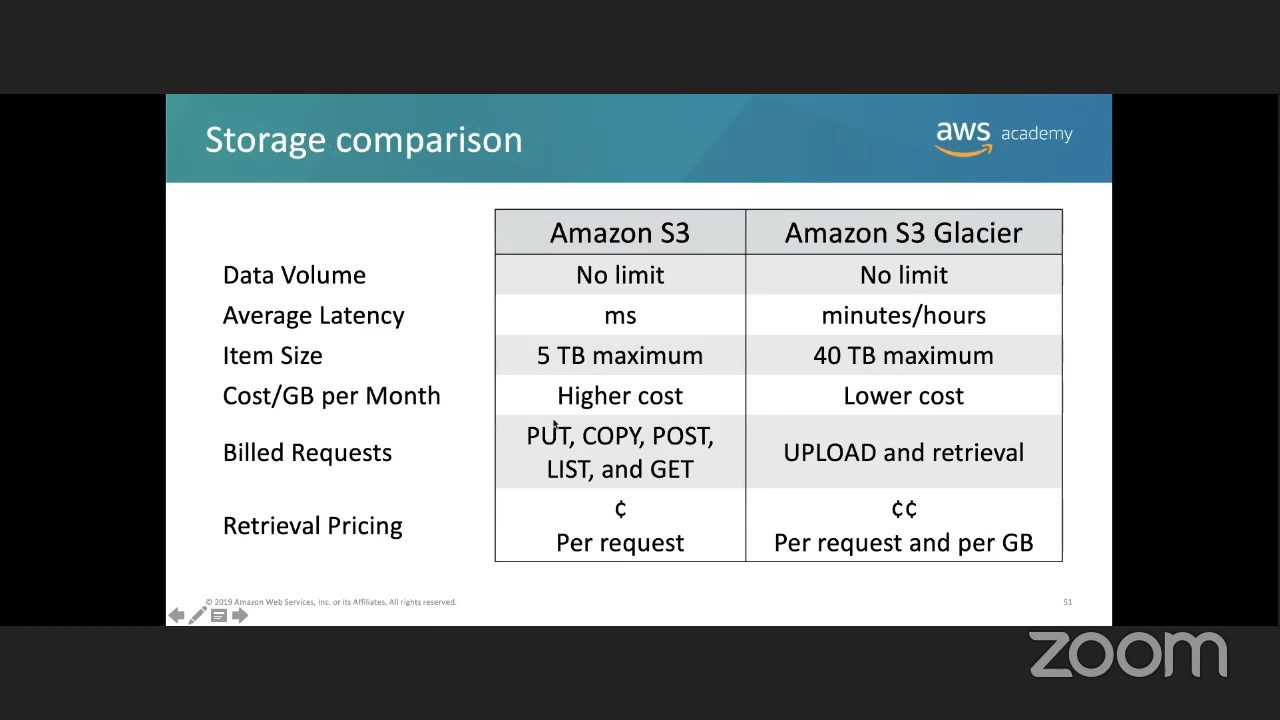 Storage comparison
aws academy
Amazon S3 Amazon S3 Glacier
Data Volume No limit No limit
Average Latency ms minutes/hours
Item Size 5 TB maximum 40 TB maximum
Cost/GB per Month Higher cost Lower cost
Billed Requests PUT, COPY, POST, LIST, and GET UPLOAD and retrieval
Retrieval Pricing ¢ Per request ¢¢ Per request and per GB
© 2019 Amazon Web Services, Inc. or its Affiliates. All rights reserved.
51
zoom